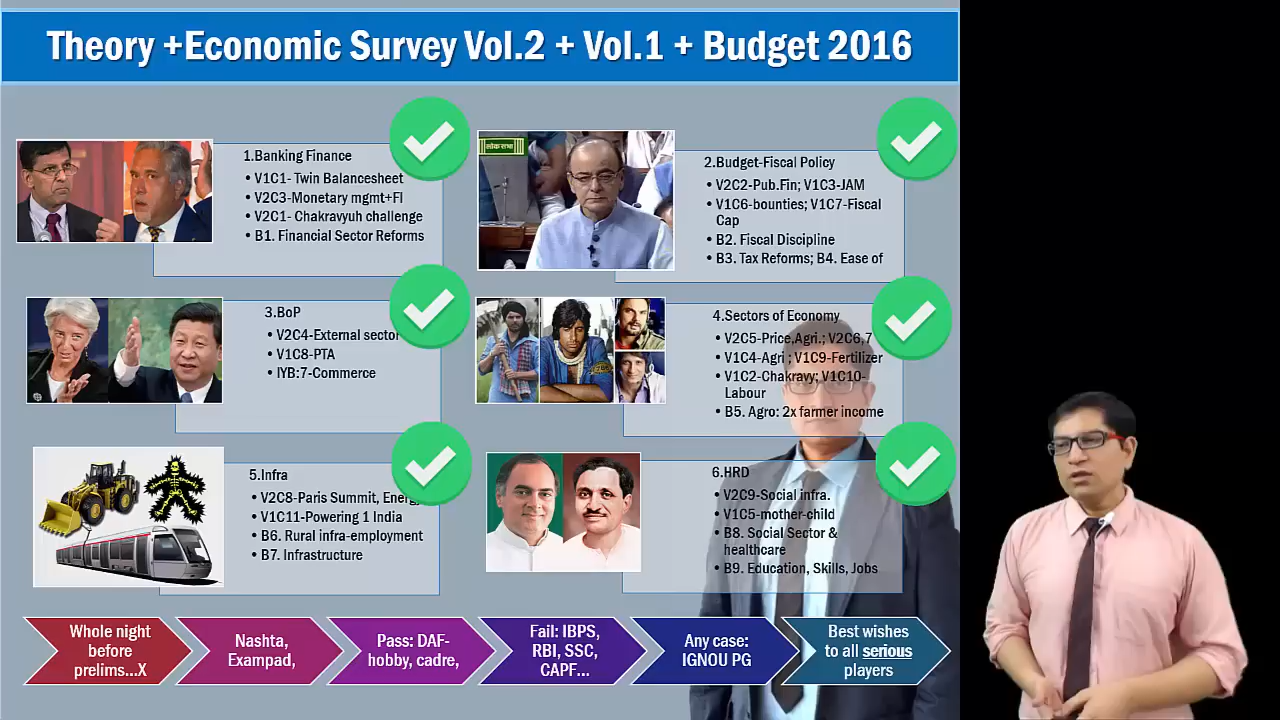 Theory +Economic Survey Vol.2 + Vol.1 + Budget 2016
1.Banking Finance
• V1C1- Twin Balancesheet
• V2C3-Monetary mgmt+FI
• V2C1- Chakravyuh challenge
• B1. Financial Sector Reforms
लोक सभा
2.Budget-Fiscal Policy
• V2C2-Pub.Fin; V1C3-JAM
• V1C6-bounties; V1C7-Fiscal
Cap
• B2. Fiscal Discipline
• B3. Tax Reforms; B4. Ease of
3.BoP
• V2C4-External sector
• V1C8-PTA
• IYB:7-Commerce
4.Sectors of Economy
• V2C5-Price,Agri.; V2C6,7
• V1C4-Agri ; V1C9-Fertilizer
• V1C2-Chakravy; V1C10-
Labour
• B5. Agro: 2x farmer income
5.Infra
• V2C8-Paris Summit, Energy
• V1C11-Powering 1 India
• B6. Rural infra-employment
• B7. Infrastructure
6.HRD
• V2C9-Social infra.
• V1C5-mother-child
• B8. Social Sector &
healthcare
• B9. Education, Skills, Jobs
Whole night
before
prelims...X
Nashta,
Exampad,
Pass: DAF-
hobby, cadre,
Fail: IBPS,
RBI, SSC,
CAPF...
Any case:
IGNOU PG
Best wishes
to all serious
players